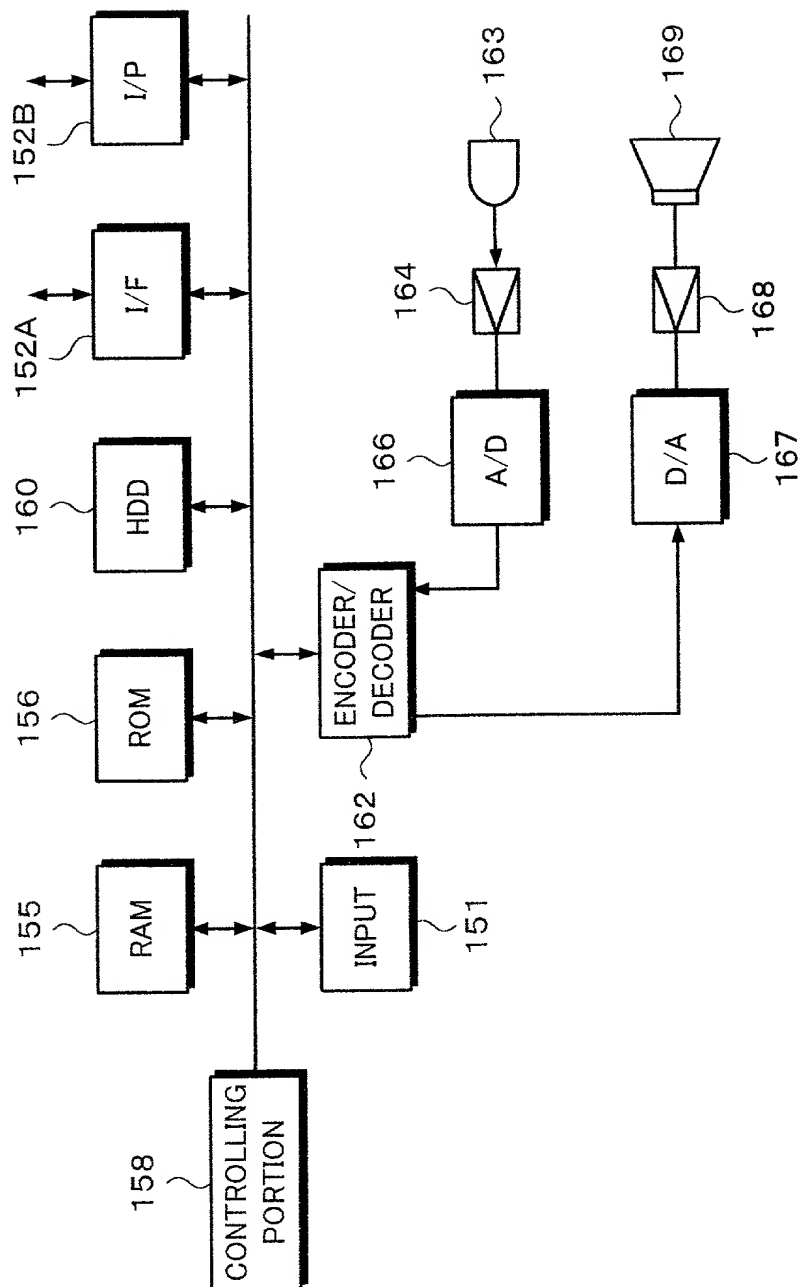 155
156
160
152A
152B
RAM
ROM
HDD
I/F
I/P
158
CONTROLLING
PORTION
INPUT
151
ENCODER/
DECODER
162
166
A/D
164
163
D/A
167
168
169